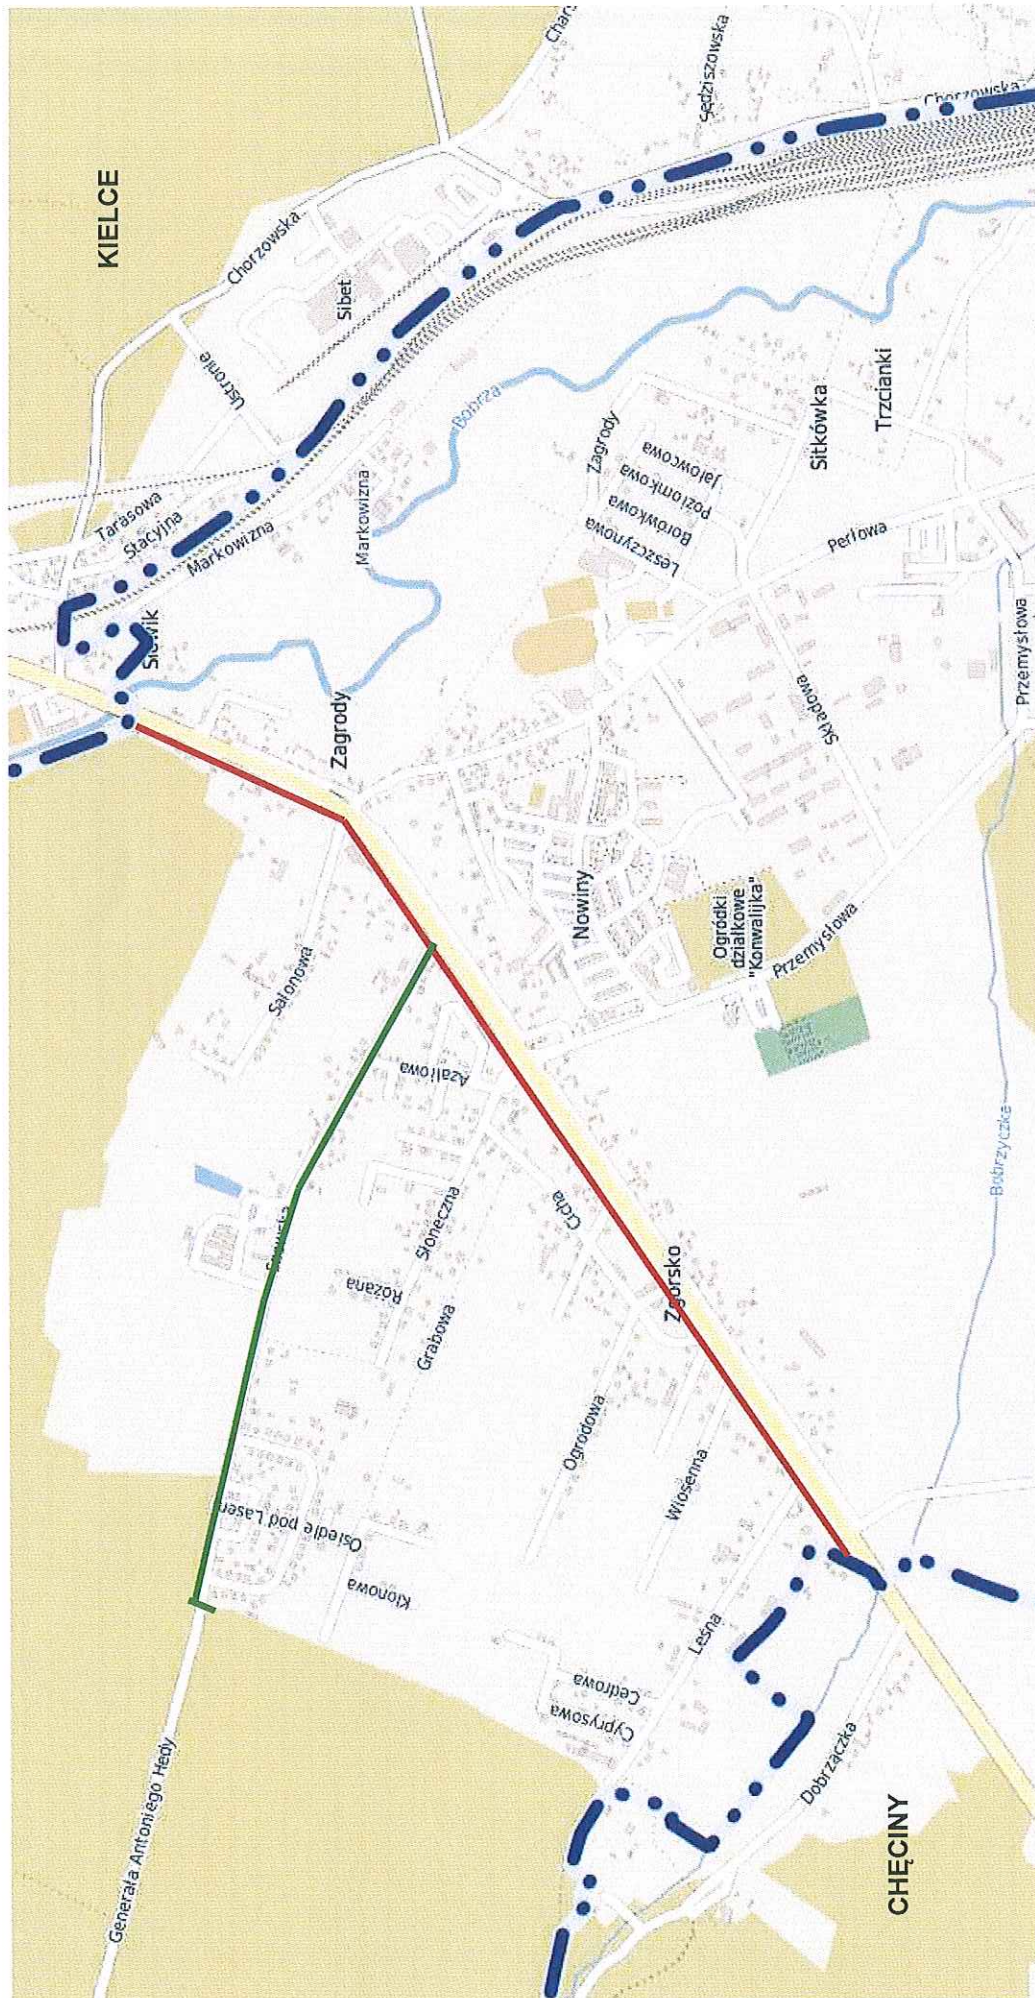 KIELCE
Sędziszowska
Chorzowska
Chorzowska
Sibet
Ustronie
Tarasowa
Stacyjna
Markowizna
Markowizna
Bobrza
Zagrody
Jałowcowa
Poziomkowa
Borówkowa
Leszczynowa
Sitkówka
Trzcianki
Perłowa
Składowa
Przemysłowa
Zagrody
Nowiny
Ogródki
działkowe
"Konwalijka"
Przemysłowa
Salonowa
Azaliowa
Słoneczna
Różana
Grabowa
Cicha
Zgórsko
Ogrodowa
Wiosenna
Bobrzyczka
Osiedle pod Lasem
Klonowa
Leśna
Cedrowa
Cyprysowa
Dobrzączka
Generała Antoniego Hedy
CHĘCINY